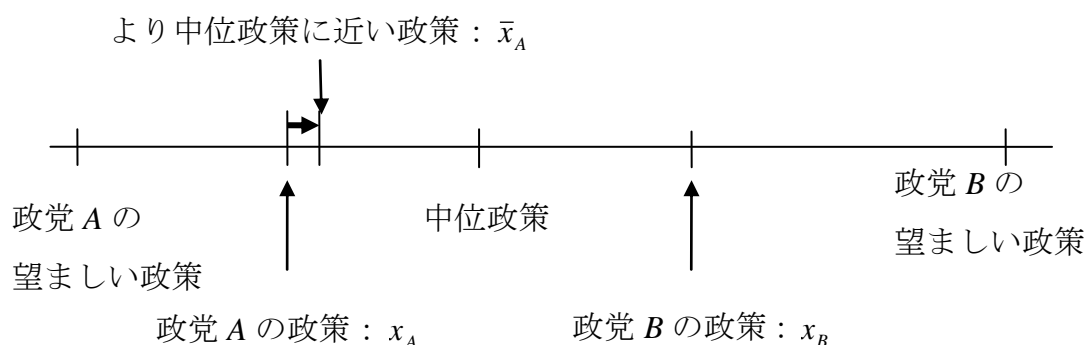 より中位政策に近い政策：x̄_A
政党 A の
望ましい政策
中位政策
政党 B の
望ましい政策
政党 A の政策：x_A
政党 B の政策：x_B